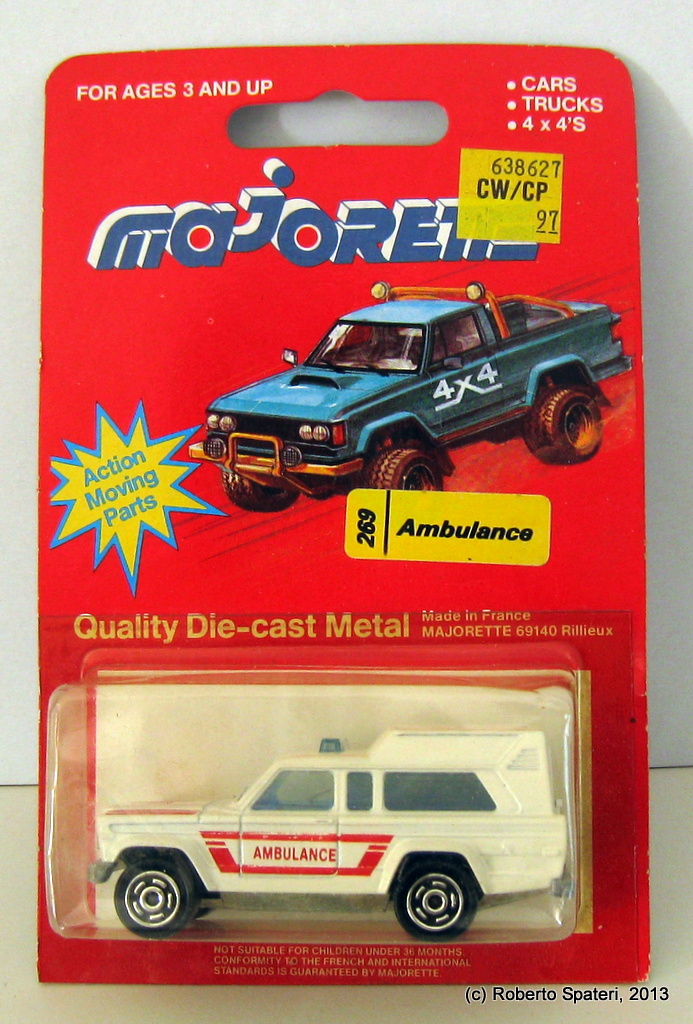 FOR AGES 3 AND UP
• CARS
• TRUCKS
• 4 x 4'S
638627
CW/CP
97
MAJORETTE
4x4
Action
Moving
Parts
269
Ambulance
Quality Die-cast Metal
Made in France
MAJORETTE 69140 Rillieux
AMBULANCE
NOT SUITABLE FOR CHILDREN UNDER 36 MONTHS.
CONFORMITY TO THE FRENCH AND INTERNATIONAL
STANDARDS IS GUARANTEED BY MAJORETTE.
(c) Roberto Spateri, 2013